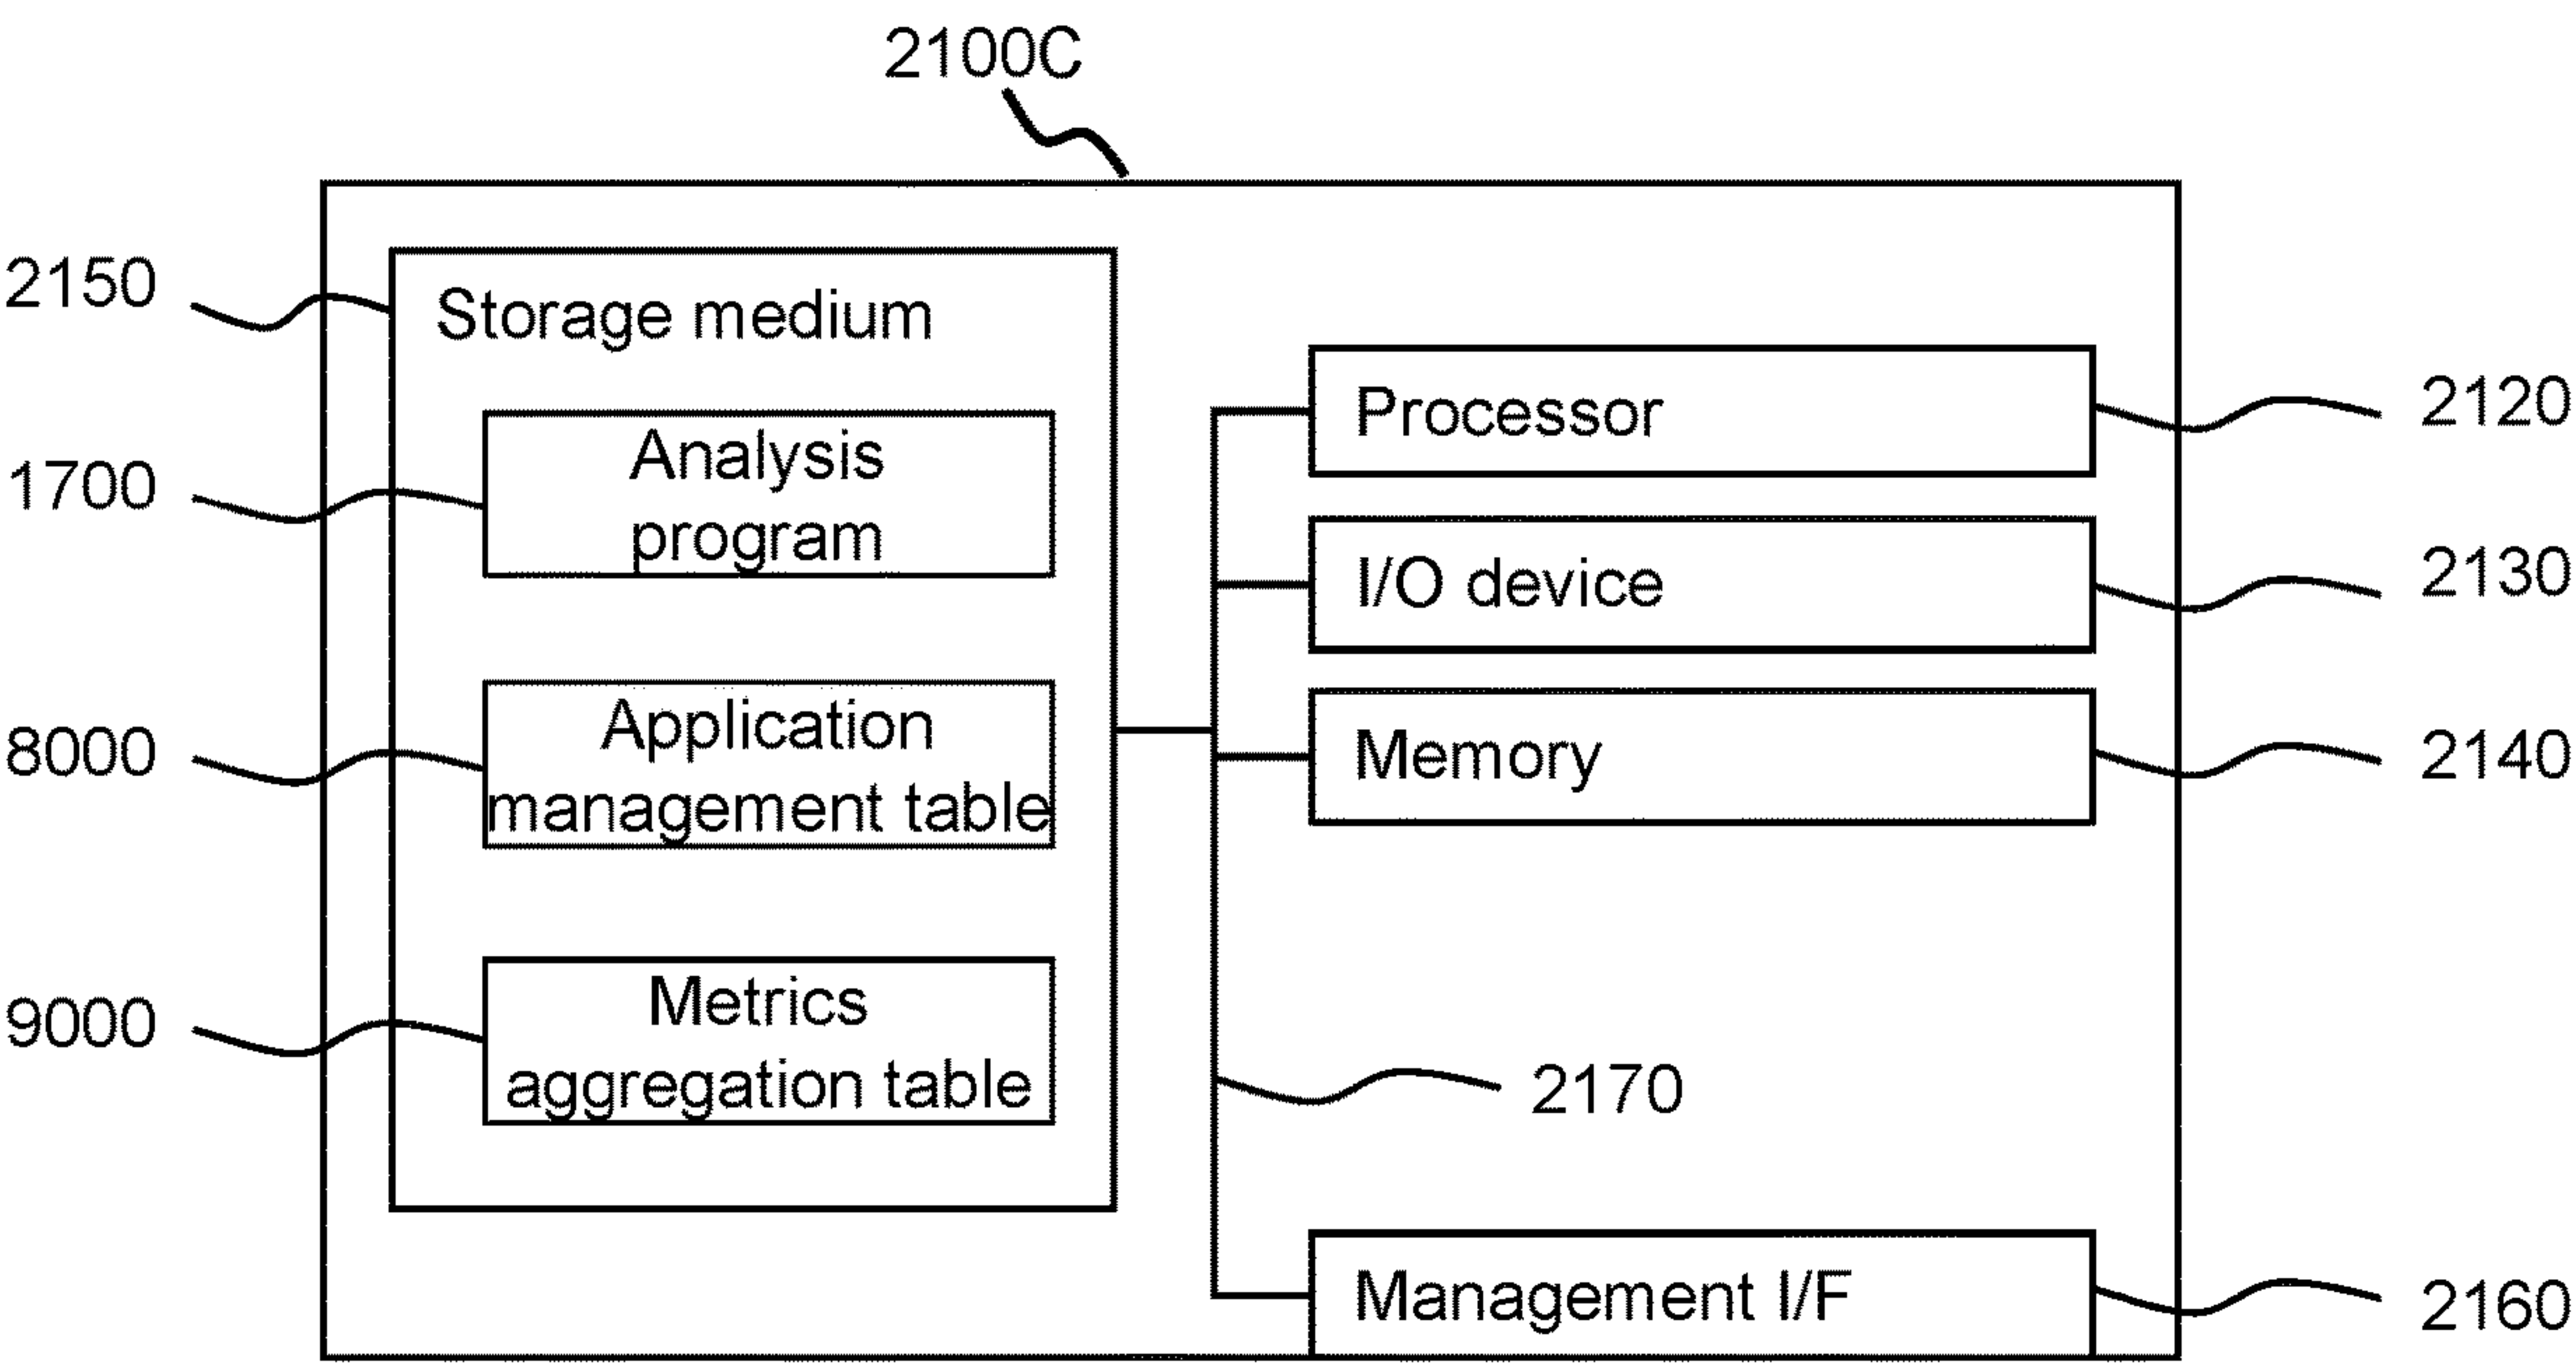 2100C
2150
Storage medium
1700
Analysis
program
8000
Application
management table
9000
Metrics
aggregation table
Processor
2120
I/O device
2130
Memory
2140
2170
Management I/F
2160